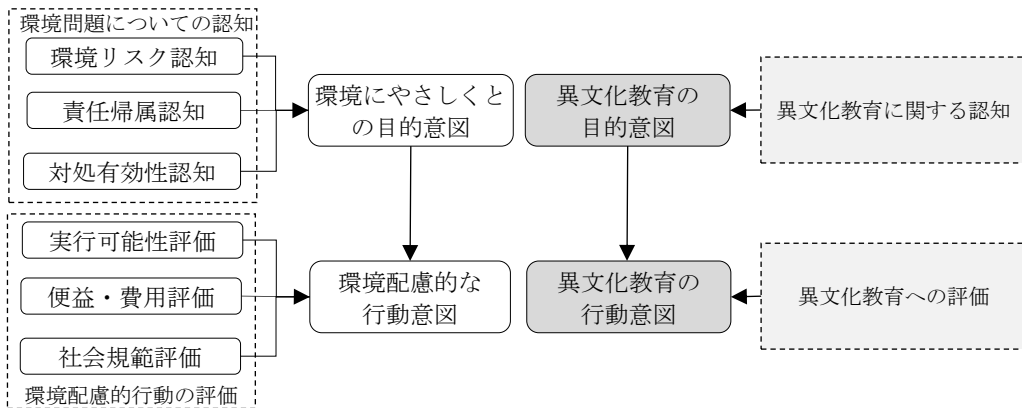 環境問題についての認知
環境リスク認知
責任帰属認知
対処有効性認知
環境にやさしくと
の目的意図
異文化教育の
目的意図
異文化教育に関する認知
実行可能性評価
便益・費用評価
社会規範評価
環境配慮的行動の評価
環境配慮的な
行動意図
異文化教育の
行動意図
異文化教育への評価